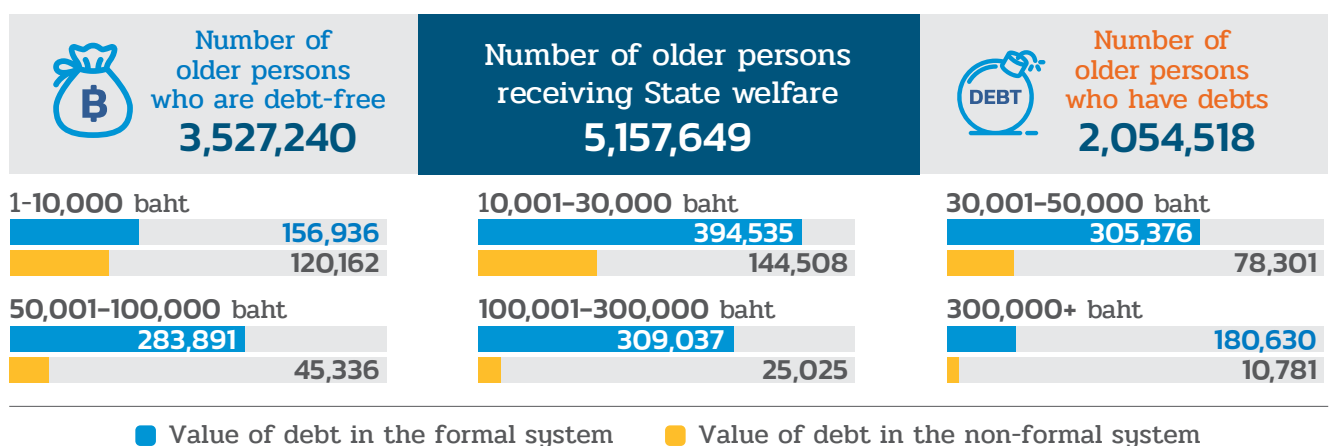 Number of
older persons
who are debt-free
3,527,240
Number of older persons
receiving State welfare
5,157,649
DEBT
Number of
older persons
who have debts
2,054,518
1-10,000 baht
156,936
120,162
10,001-30,000 baht
394,535
144,508
30,001-50,000 baht
305,376
78,301
50,001-100,000 baht
283,891
45,336
100,001-300,000 baht
309,037
25,025
300,000+ baht
180,630
10,781
Value of debt in the formal system
Value of debt in the non-formal system